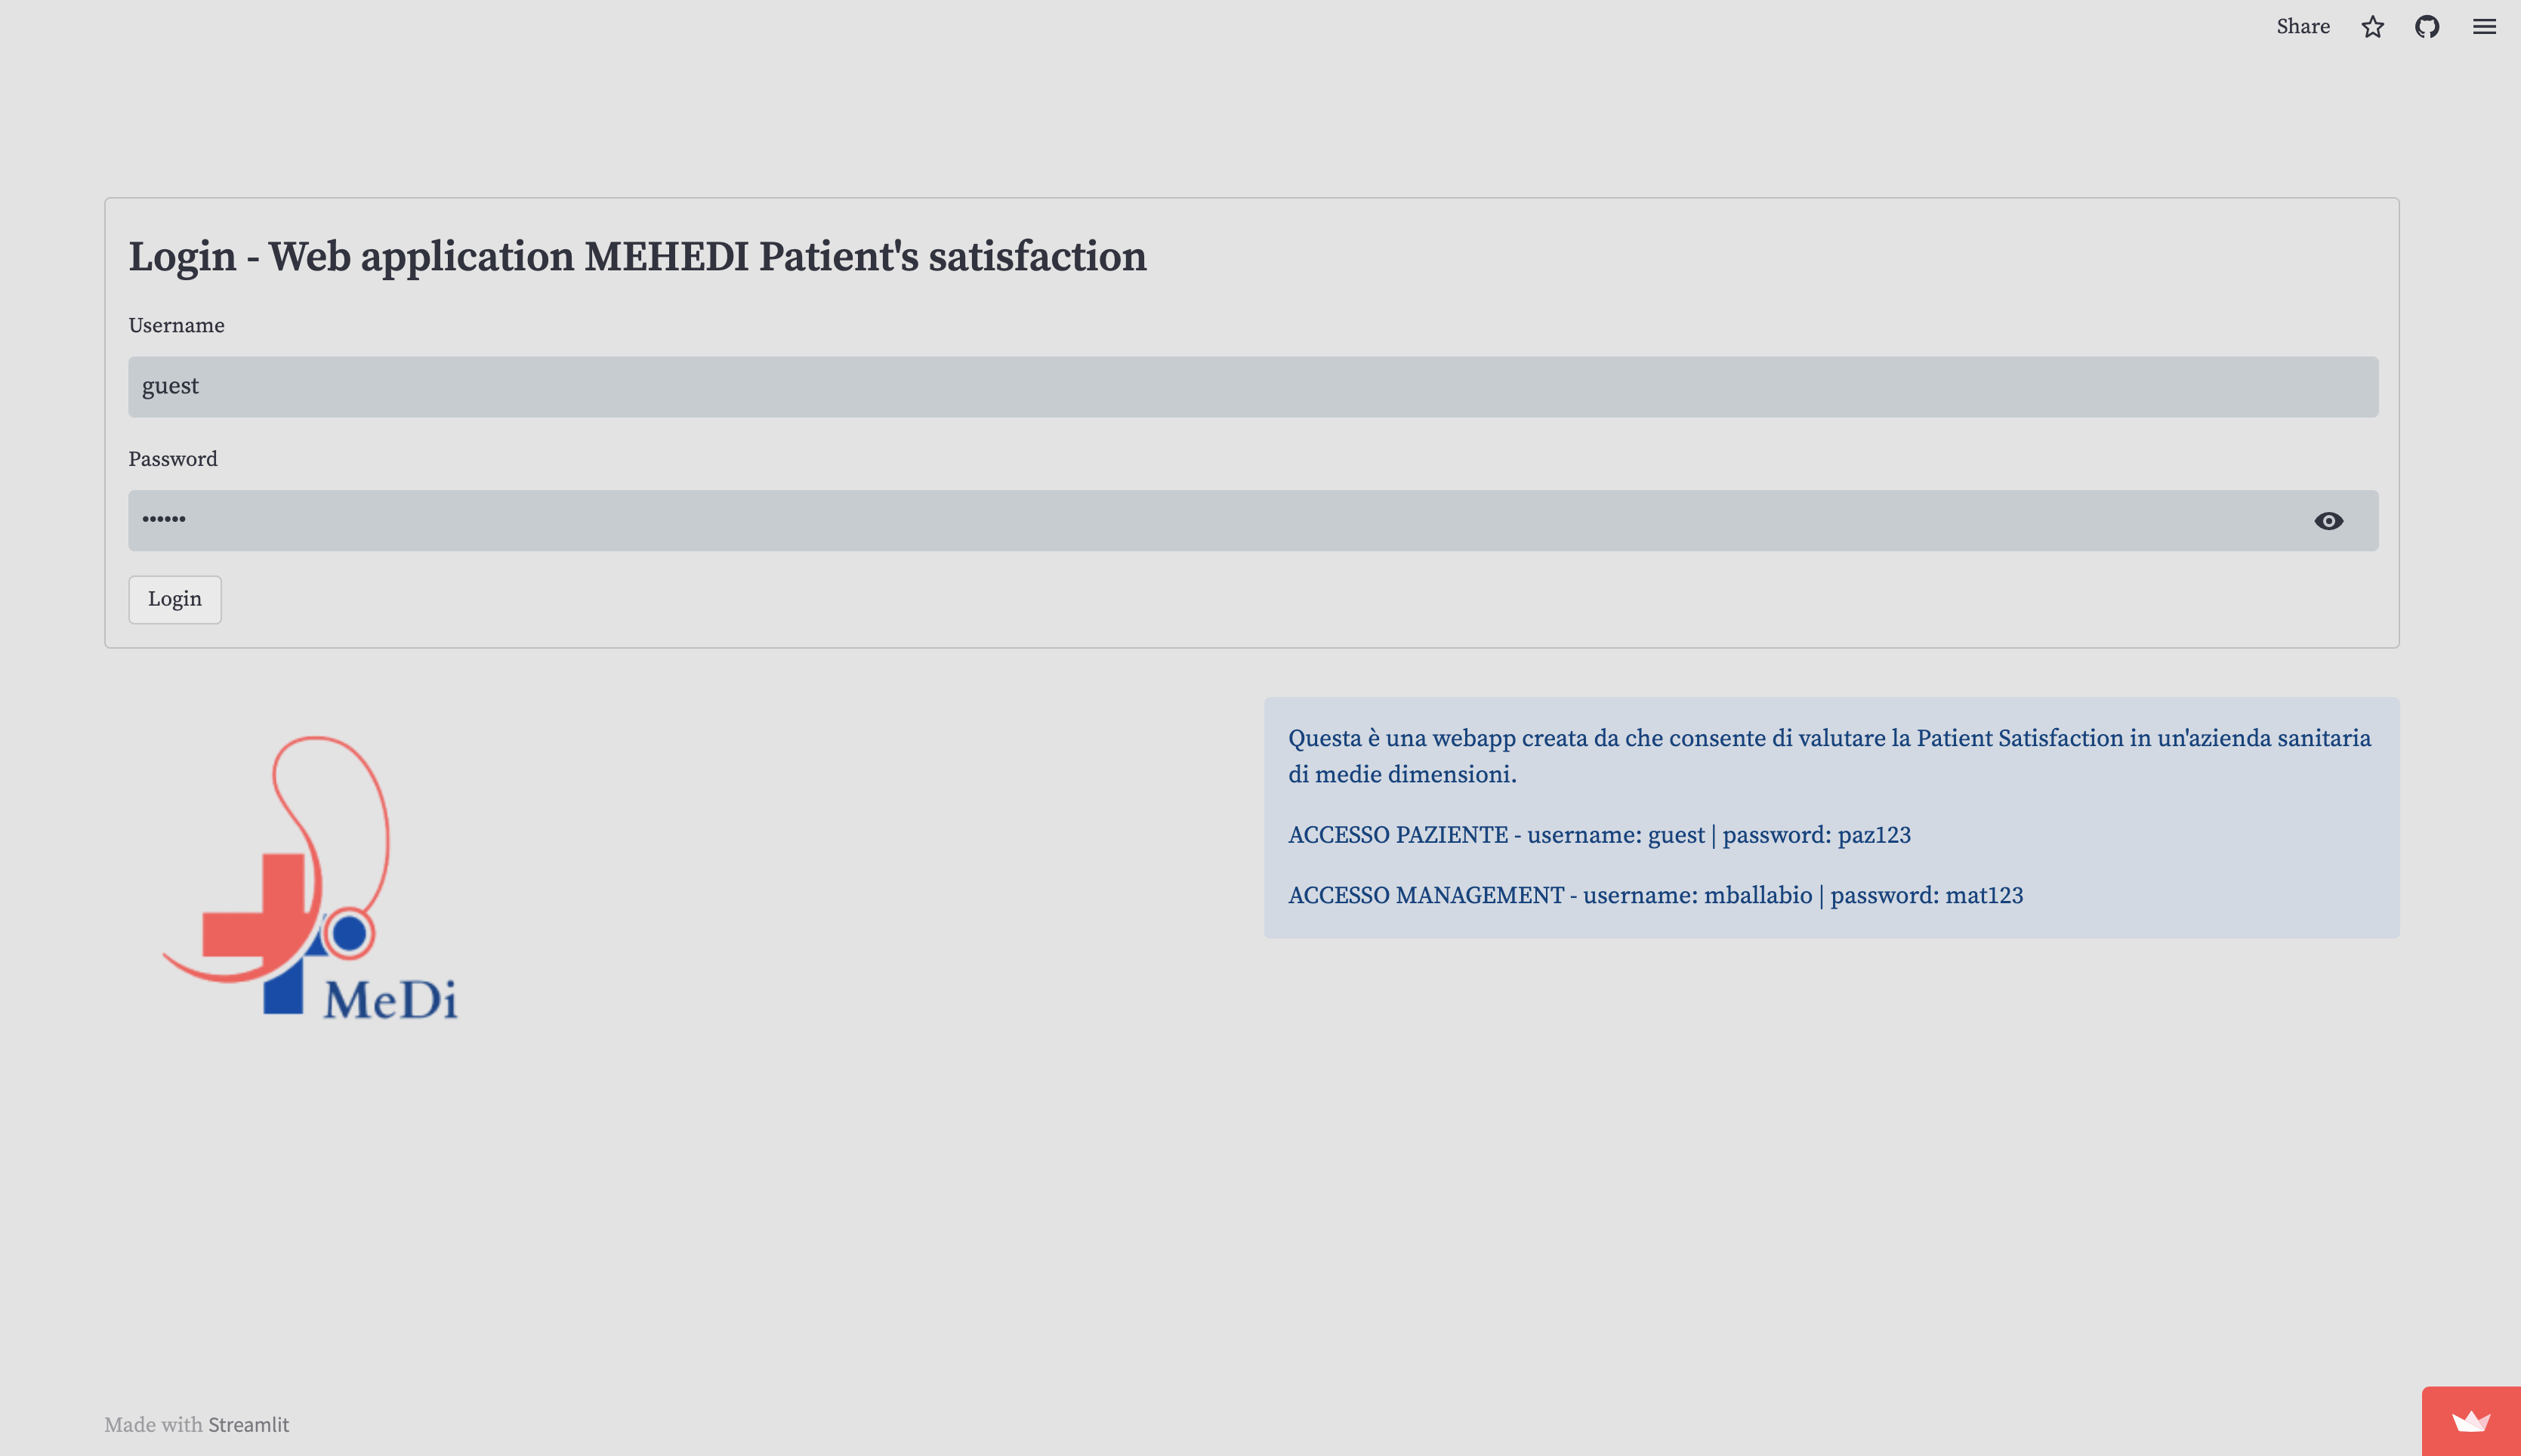 Share
Login - Web application MEHEDI Patient's satisfaction
Username
guest
Password
••••••
Login
Questa è una webapp creata da che consente di valutare la Patient Satisfaction in un'azienda sanitaria
di medie dimensioni.
ACCESSO PAZIENTE - username: guest | password: paz123
ACCESSO MANAGEMENT - username: mballabio | password: mat123
MeDi
Made with Streamlit